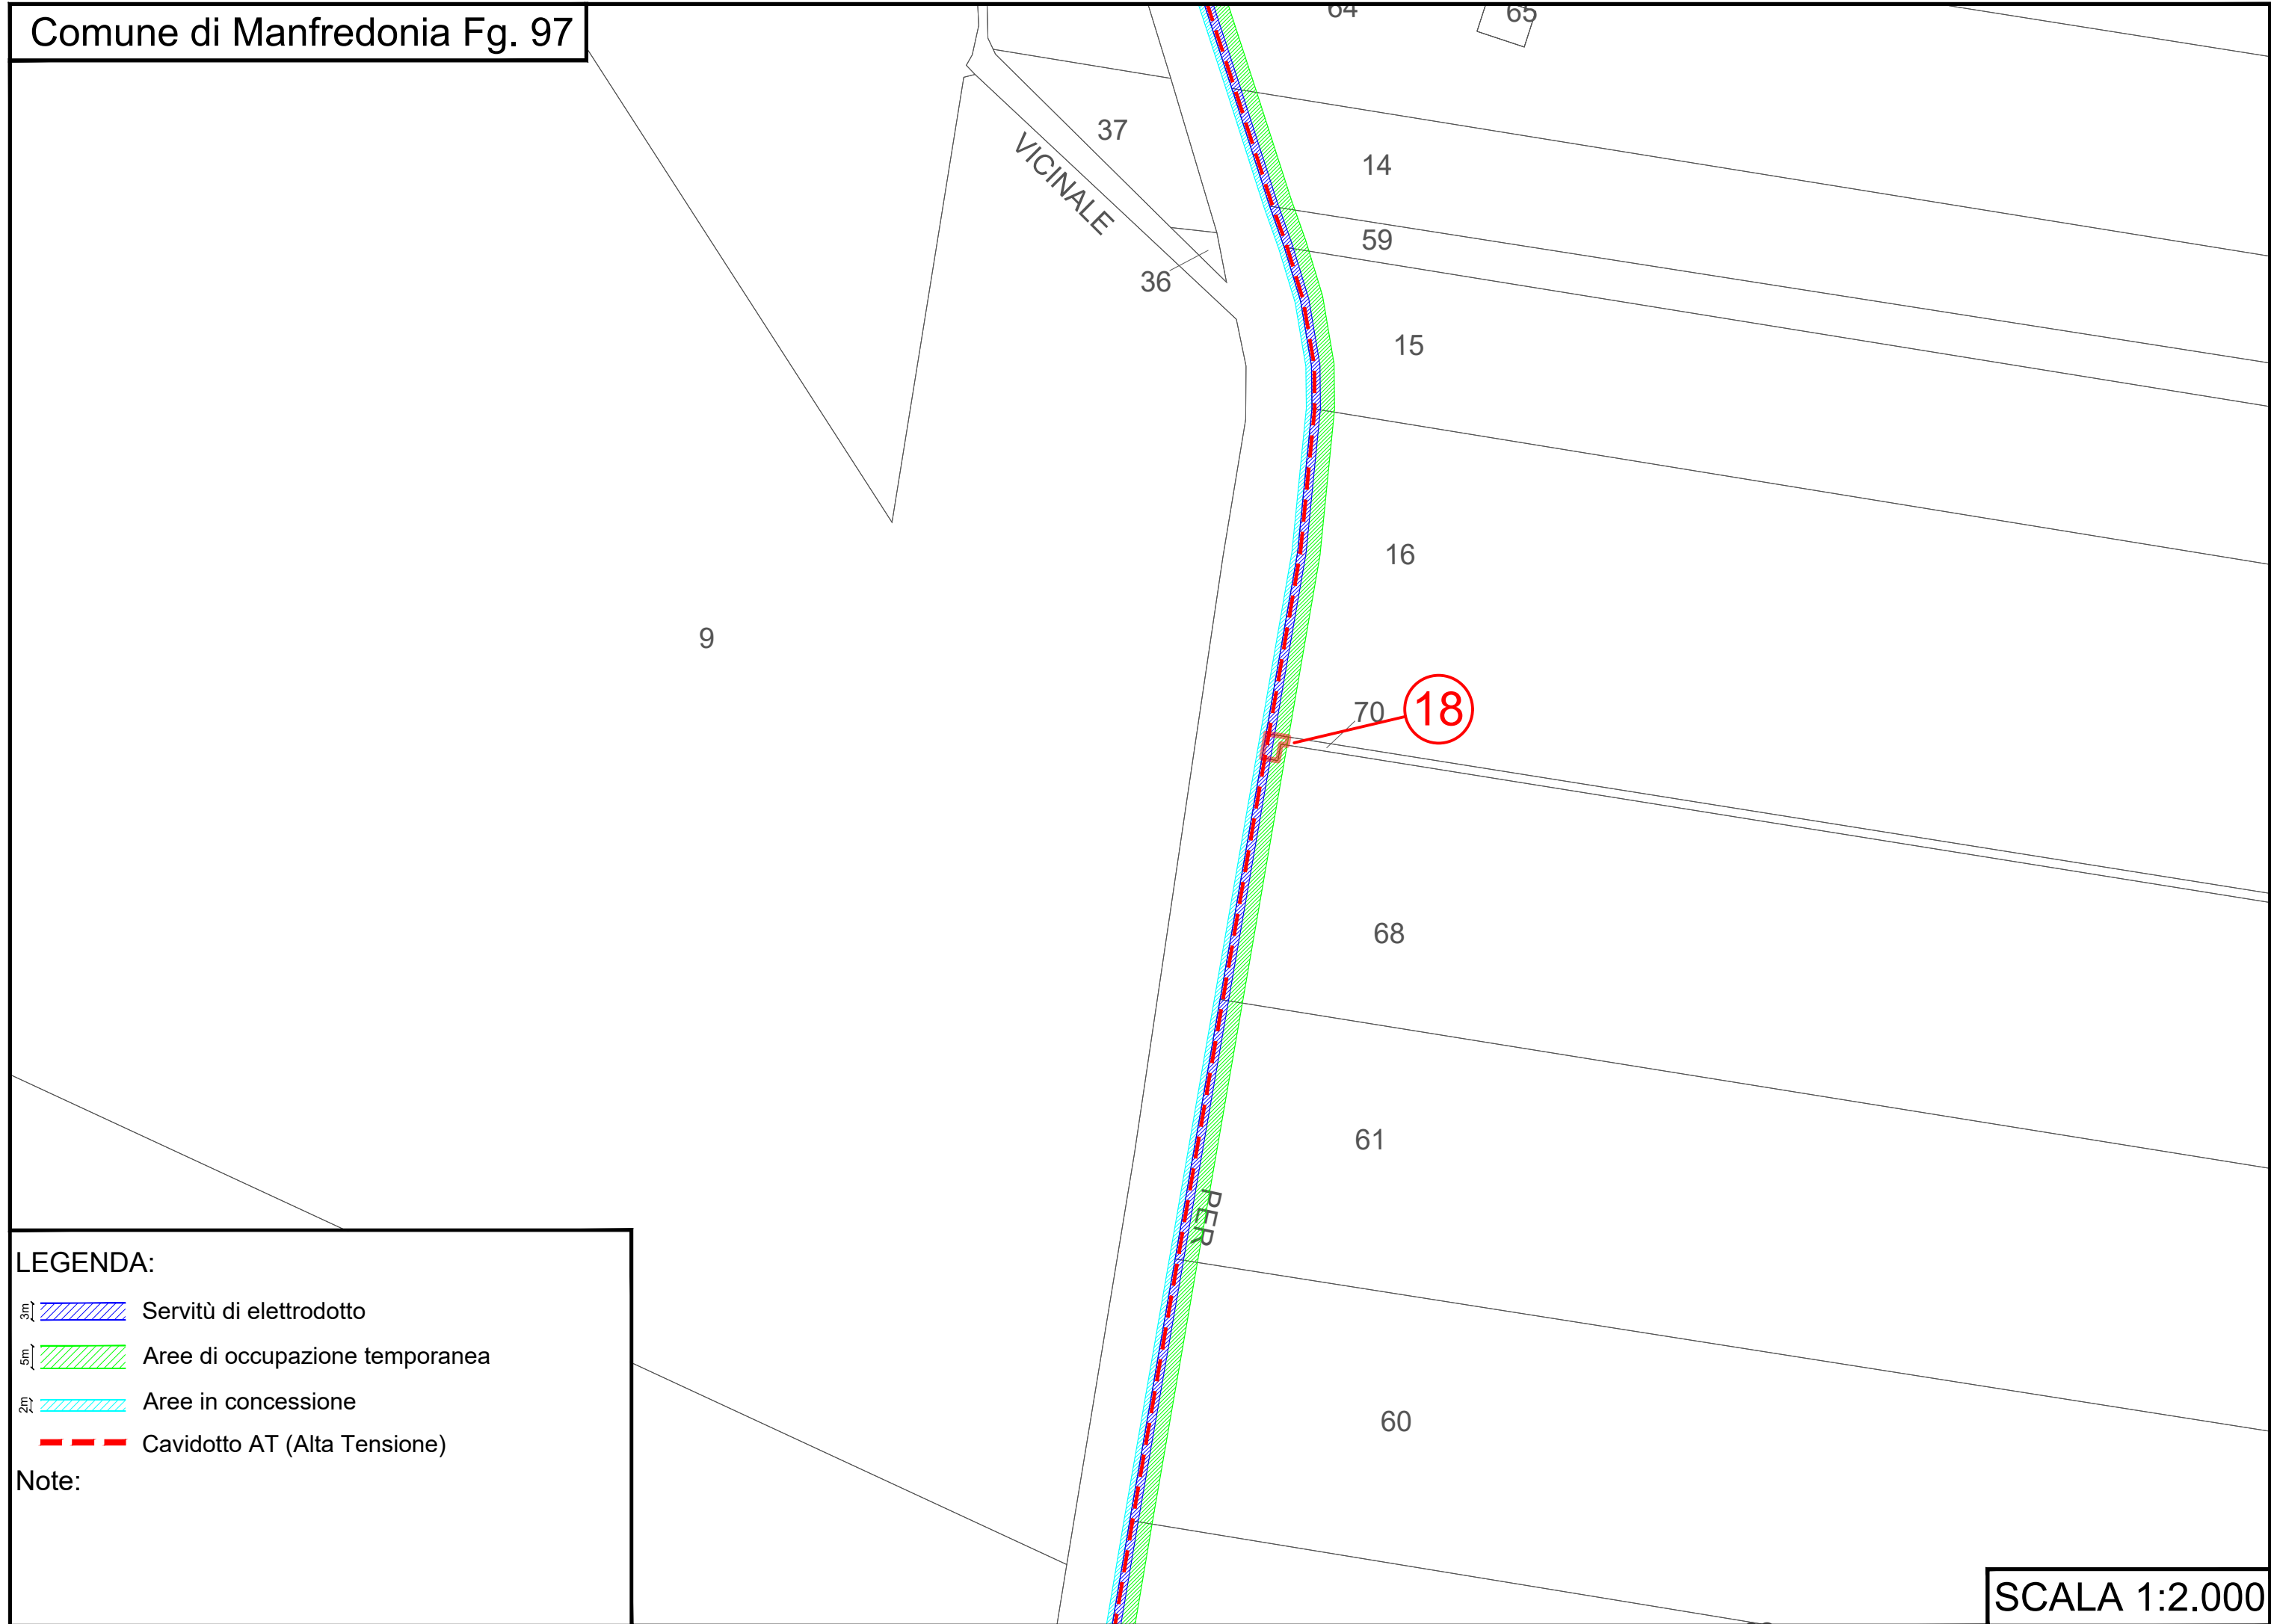 Comune di Manfredonia Fg. 97
64
65
37
VICINALE
14
59
36
15
16
9
70
18
68
61
PER
60
LEGENDA:
3m Servitù di elettrodotto
5m Aree di occupazione temporanea
2m Aree in concessione
Cavidotto AT (Alta Tensione)
Note:
SCALA 1:2.000